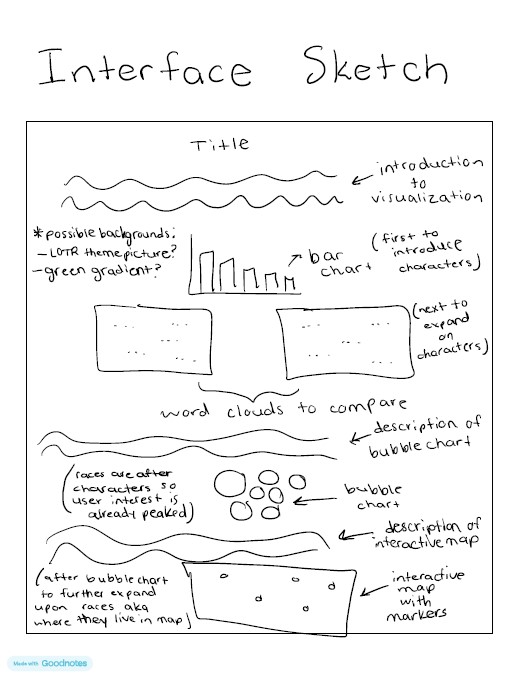 Interface Sketch
Title
introduction
to
visualization
* possible backgrounds:
- LOTR theme picture?
- green gradient?
bar
chart
(first to
introduce
characters)
(next to
expand
on
characters)
word clouds to compare
description of
bubble chart
(races are after
characters so
user interest is
already peaked)
bubble
chart
description of
interactive map
(after bubble chart
to further expand
upon races aka
where they live in map)
interactive
map
with
markers
Made with Goodnotes